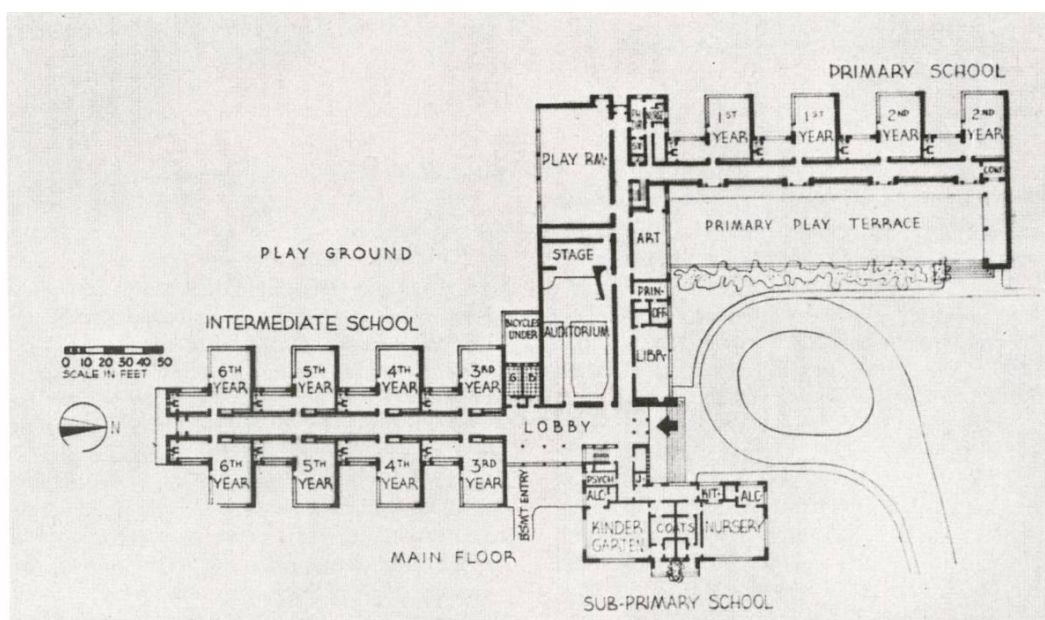 PRIMARY SCHOOL
1ST YEAR
1ST YEAR
2ND YEAR
2ND YEAR
CONF.
PLAY RM.
ST.
PRIMARY PLAY TERRACE
ART
PLAY GROUND
STAGE
PRIN.
OFF.
INTERMEDIATE SCHOOL
BICYCLES UNDER
AUDITORIUM
LIBRY
0 10 20 30 40 50
SCALE IN FEET
6TH YEAR
5TH YEAR
4TH YEAR
3RD YEAR
G
B
N
LOBBY
6TH YEAR
5TH YEAR
4TH YEAR
3RD YEAR
BSMT ENTRY
PSYCH
J.
ALC.
KIT.
ALC.
KINDER
GARTEN
COATS
NURSERY
MAIN FLOOR
SUB-PRIMARY SCHOOL